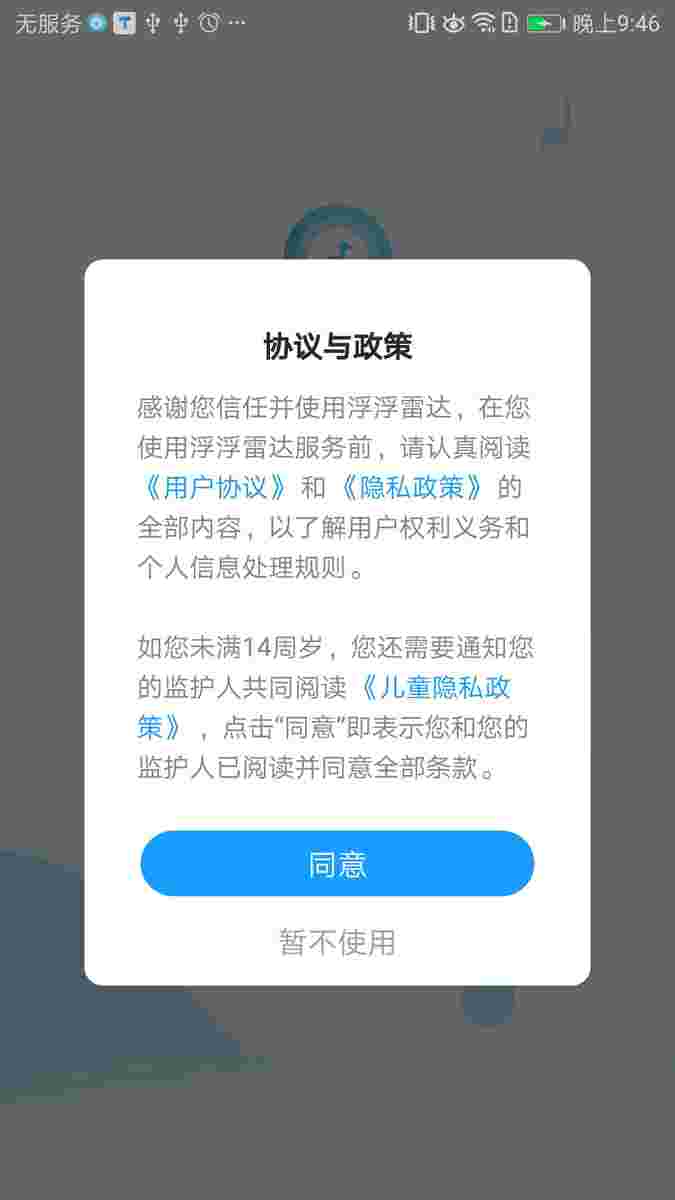 无服务 晚上9:46
协议与政策
感谢您信任并使用浮浮雷达，在您
使用浮浮雷达服务前，请认真阅读
《用户协议》和《隐私政策》的
全部内容，以了解用户权利义务和
个人信息处理规则。
如您未满14周岁，您还需要通知您
的监护人共同阅读《儿童隐私政
策》，点击“同意”即表示您和您的
监护人已阅读并同意全部条款。
同意
暂不使用